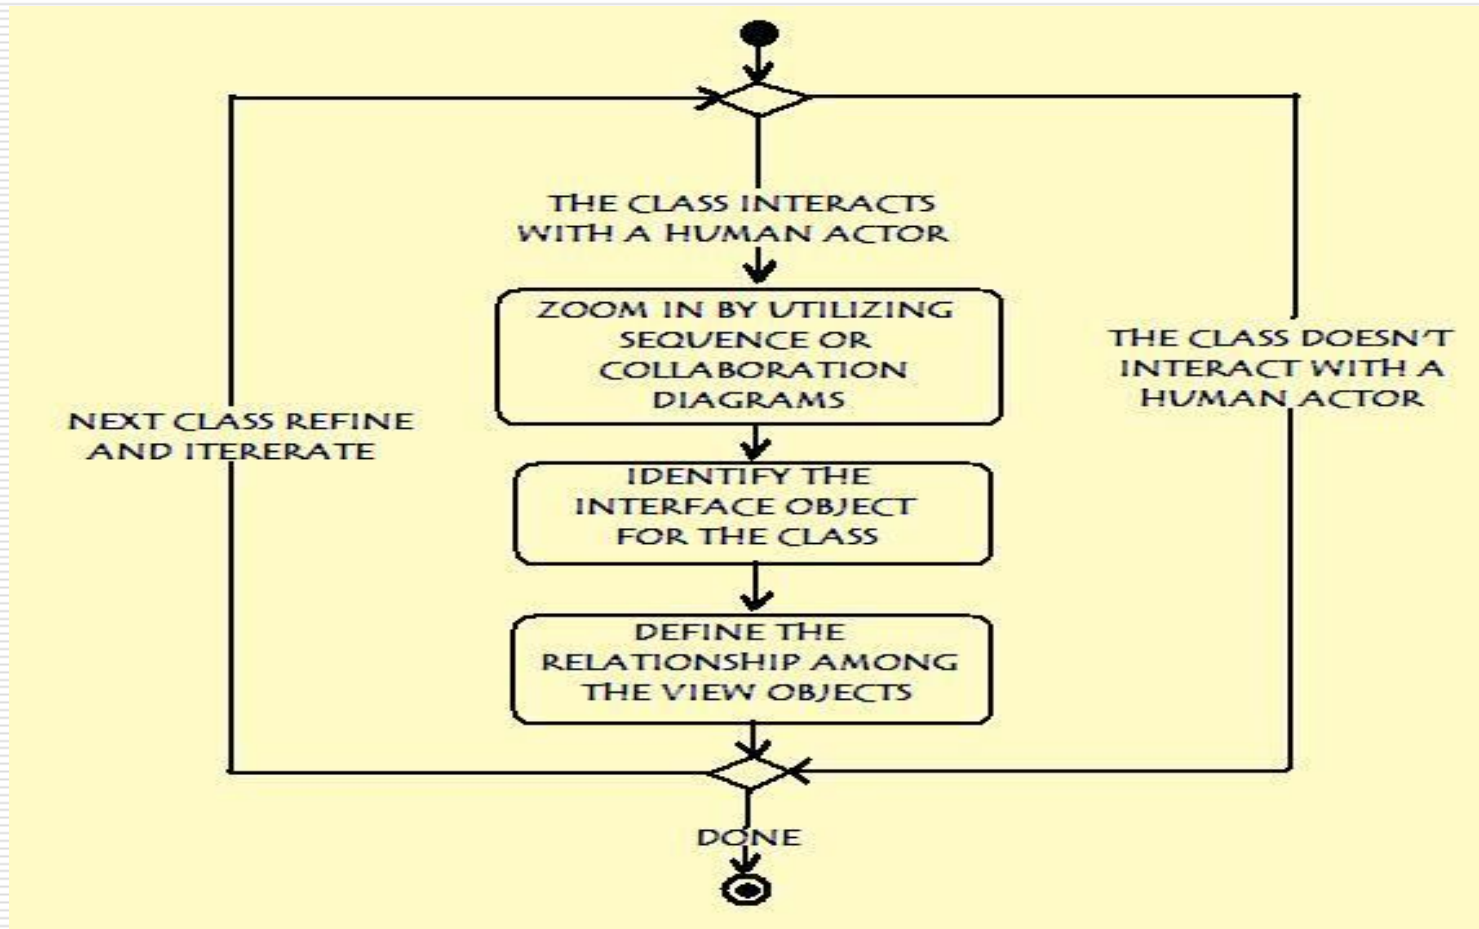 THE CLASS INTERACTS
WITH A HUMAN ACTOR
ZOOM IN BY UTILIZING
SEQUENCE OR
COLLABORATION
DIAGRAMS
THE CLASS DOESN'T
INTERACT WITH A
HUMAN ACTOR
NEXT CLASS REFINE
AND ITERERATE
IDENTIFY THE
INTERFACE OBJECT
FOR THE CLASS
DEFINE THE
RELATIONSHIP AMONG
THE VIEW OBJECTS
DONE